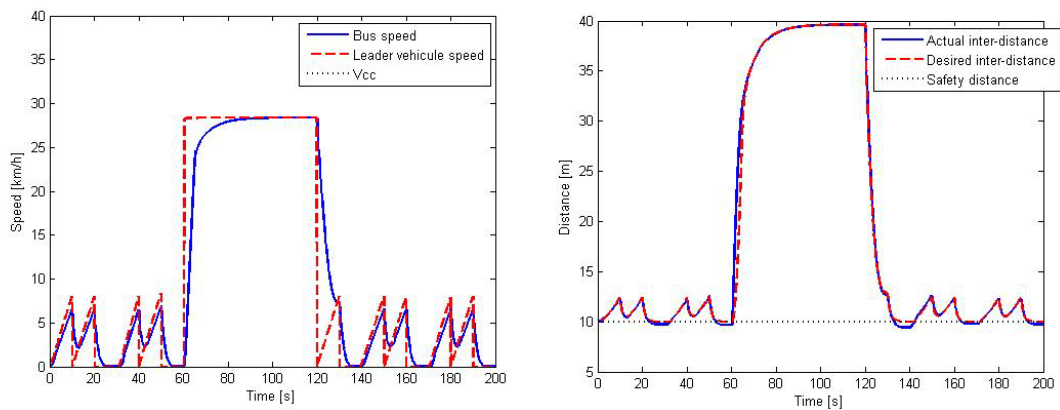 40
35
30
25
20
15
10
5
0
Speed [km/h]
Bus speed
Leader vehicule speed
Vcc
0 20 40 60 80 100 120 140 160 180 200
Time [s]
40
35
30
25
20
15
10
5
Distance [m]
Actual inter-distance
Desired inter-distance
Safety distance
0 20 40 60 80 100 120 140 160 180 200
Time [s]